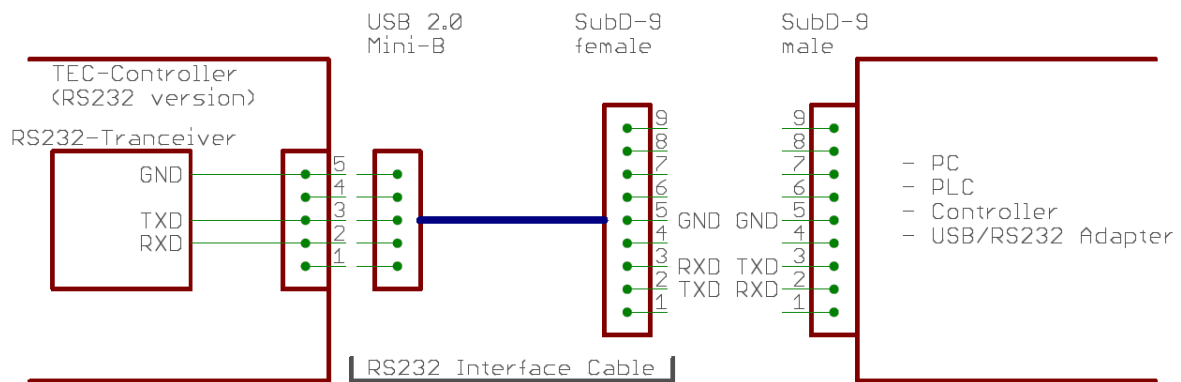 USB 2.0
Mini-B
SubD-9
female
SubD-9
male
TEC-Controller
(RS232 version)
RS232-Tranceiver
GND
TXD
RXD
5
4
3
2
1
9
8
7
6
5
4
3
2
1
GND
RXD
TXD
GND
TXD
RXD
9
8
7
6
5
4
3
2
1
- PC
- PLC
- Controller
- USB/RS232 Adapter
RS232 Interface Cable